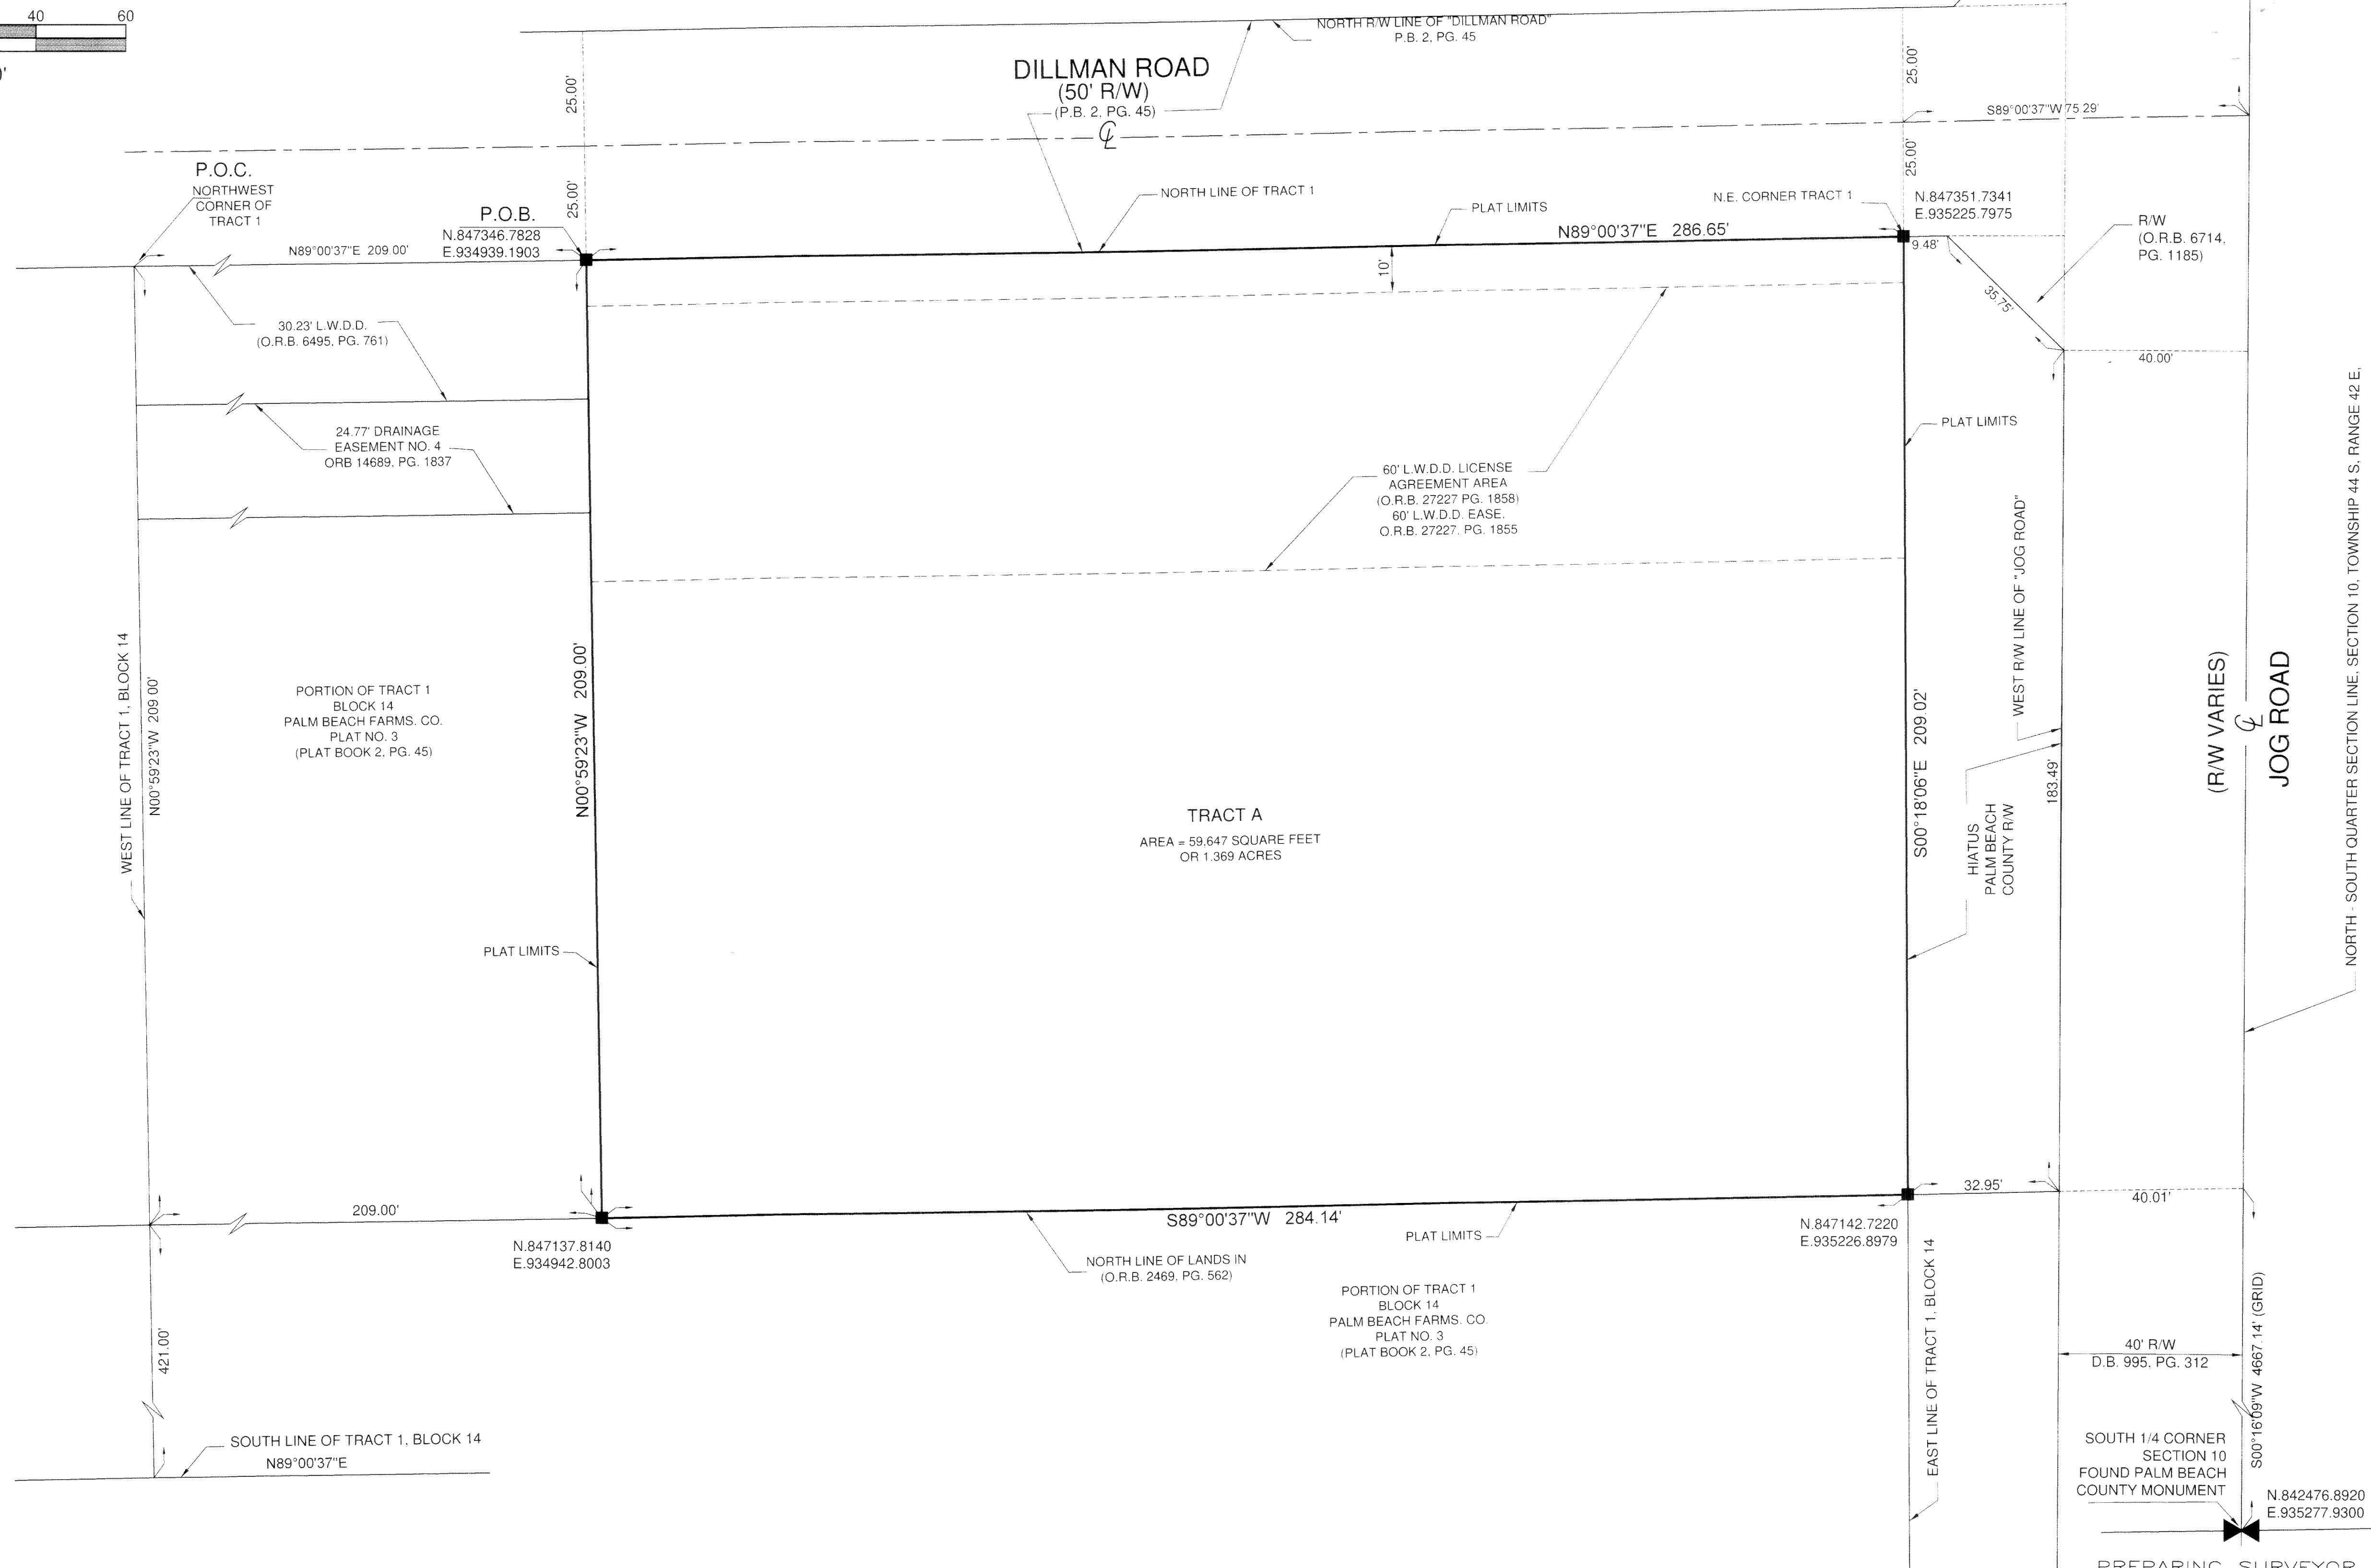 40 60
0'
NORTH R/W LINE OF "DILLMAN ROAD"
P.B. 2, PG. 45
DILLMAN ROAD
(50' R/W)
(P.B. 2, PG. 45)
25.00'
25.00'
S89°00'37"W 75.29'
25.00'
25.00'
P.O.C.
NORTHWEST
CORNER OF
TRACT 1
P.O.B.
N.847346.7828
E.934939.1903
N89°00'37"E 209.00'
NORTH LINE OF TRACT 1
PLAT LIMITS
N89°00'37"E 286.65'
N.E. CORNER TRACT 1
N.847351.7341
E.935225.7975
9.48'
R/W
(O.R.B. 6714,
PG. 1185)
10'
35.75'
40.00'
30.23' L.W.D.D.
(O.R.B. 6495, PG. 761)
24.77' DRAINAGE
EASEMENT NO. 4
ORB 14689, PG. 1837
PLAT LIMITS
60' L.W.D.D. LICENSE
AGREEMENT AREA
(O.R.B. 27227 PG. 1858)
60' L.W.D.D. EASE.
O.R.B. 27227, PG. 1855
WEST LINE OF TRACT 1, BLOCK 14
N00°59'23"W 209.00'
PORTION OF TRACT 1
BLOCK 14
PALM BEACH FARMS. CO.
PLAT NO. 3
(PLAT BOOK 2, PG. 45)
N00°59'23"W 209.00'
TRACT A
AREA = 59,647 SQUARE FEET
OR 1.369 ACRES
S00°18'06"E 209.02'
HIATUS
PALM BEACH
COUNTY R/W
WEST R/W LINE OF "JOG ROAD"
183.49'
(R/W VARIES)
JOG ROAD
NORTH - SOUTH QUARTER SECTION LINE, SECTION 10, TOWNSHIP 44 S, RANGE 42 E,
PLAT LIMITS
209.00'
S89°00'37"W 284.14'
PLAT LIMITS
32.95'
40.01'
N.847137.8140
E.934942.8003
NORTH LINE OF LANDS IN
(O.R.B. 2469, PG. 562)
N.847142.7220
E.935226.8979
PORTION OF TRACT 1
BLOCK 14
PALM BEACH FARMS. CO.
PLAT NO. 3
(PLAT BOOK 2, PG. 45)
421.00'
SOUTH LINE OF TRACT 1, BLOCK 14
N89°00'37"E
EAST LINE OF TRACT 1, BLOCK 14
40' R/W
D.B. 995, PG. 312
S00°16'09"W 4667.14' (GRID)
SOUTH 1/4 CORNER
SECTION 10
FOUND PALM BEACH
COUNTY MONUMENT
N.842476.8920
E.935277.9300
PREPARING SURVEYOR